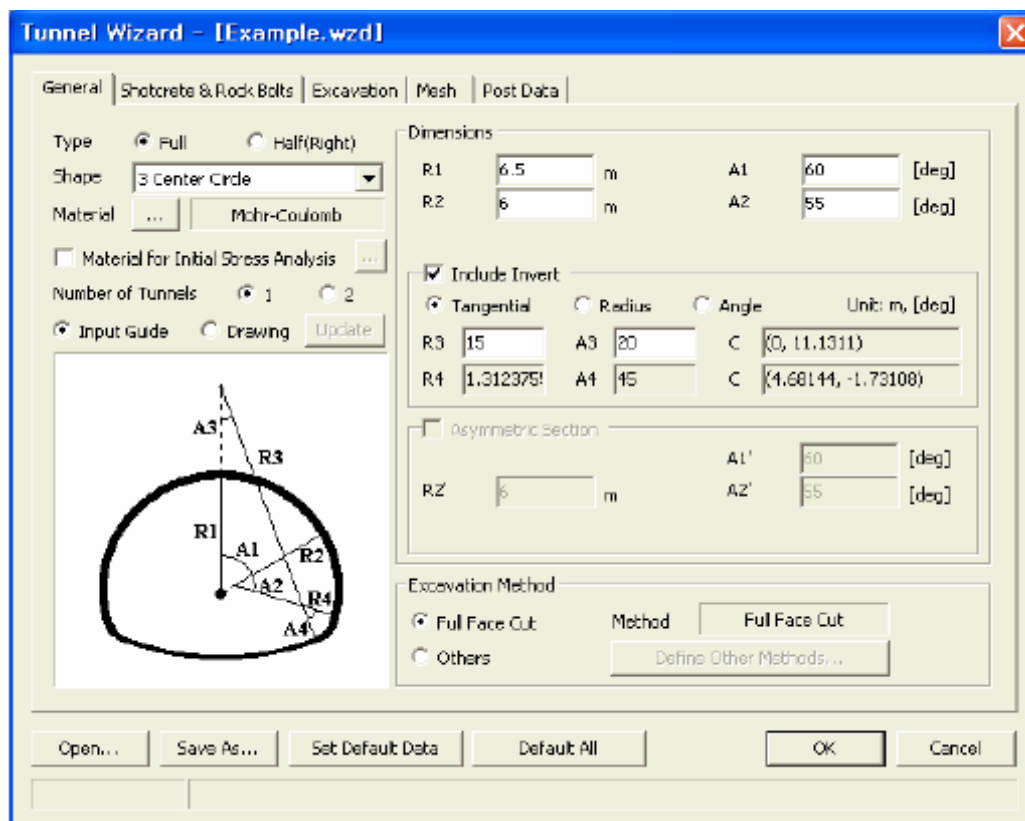 Tunnel Wizard - [Example.wzd]
General Shotcrete & Rock Bolts Excavation Mesh Post Data
Type Full Half(Right)
Shape 3 Center Circle
Material ... Mohr-Coulomb
Material for Initial Stress Analysis ...
Number of Tunnels 1 2
Input Guide Drawing Update
A3
R3
R1
A1
R2
A2
R4
A4
Dimensions
R1 6.5 m A1 60 [deg]
R2 6 m A2 55 [deg]
Include Invert
Tangential Radius Angle Unit: m, [deg]
R3 15 A3 20 C (0, 11.1311)
R4 1.312375 A4 45 C (4.68144, -1.73108)
Asymmetric Section
A1' 60 [deg]
R2' 6 m A2' 55 [deg]
Excavation Method
Full Face Cut Method Full Face Cut
Others Define Other Methods...
Open... Save As... Set Default Data Default All OK Cancel